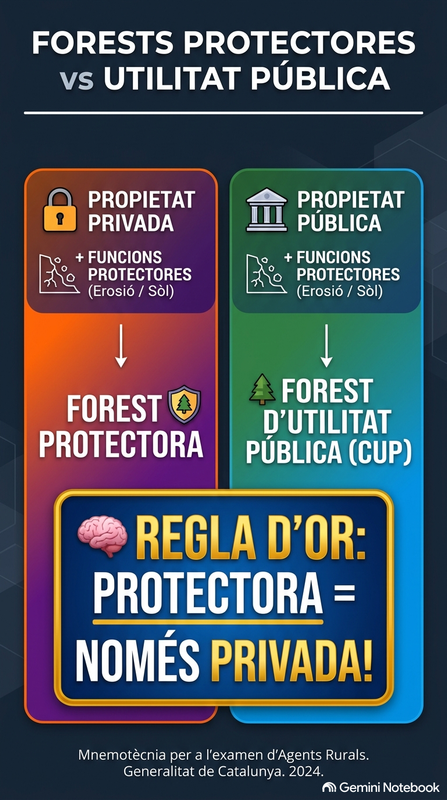 FORESTS PROTECTORES
vs UTILITAT PÚBLICA
PROPIETAT
PRIVADA
+ FUNCIONS
PROTECTORES
(Erosió / Sòl)
FOREST
PROTECTORA
PROPIETAT
PÚBLICA
+ FUNCIONS
PROTECTORES
(Erosió / Sòl)
FOREST
D'UTILITAT
PÚBLICA (CUP)
REGLA D'OR:
PROTECTORA =
NOMÉS PRIVADA!
Mnemotècnia per a l'examen d'Agents Rurals.
Generalitat de Catalunya. 2024.
Gemini Notebook